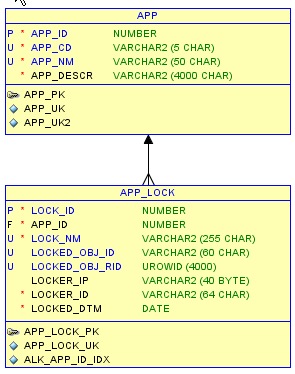 APP
P * APP_ID NUMBER
U * APP_CD VARCHAR2 (5 CHAR)
U * APP_NM VARCHAR2 (50 CHAR)
* APP_DESCR VARCHAR2 (4000 CHAR)
APP_PK
APP_UK
APP_UK2
APP_LOCK
P * LOCK_ID NUMBER
F * APP_ID NUMBER
U * LOCK_NM VARCHAR2 (255 CHAR)
U LOCKED_OBJ_ID VARCHAR2 (60 CHAR)
U LOCKED_OBJ_RID UROWID (4000)
LOCKER_IP VARCHAR2 (40 BYTE)
* LOCKER_ID VARCHAR2 (64 CHAR)
* LOCKED_DTM DATE
APP_LOCK_PK
APP_LOCK_UK
ALK_APP_ID_IDX